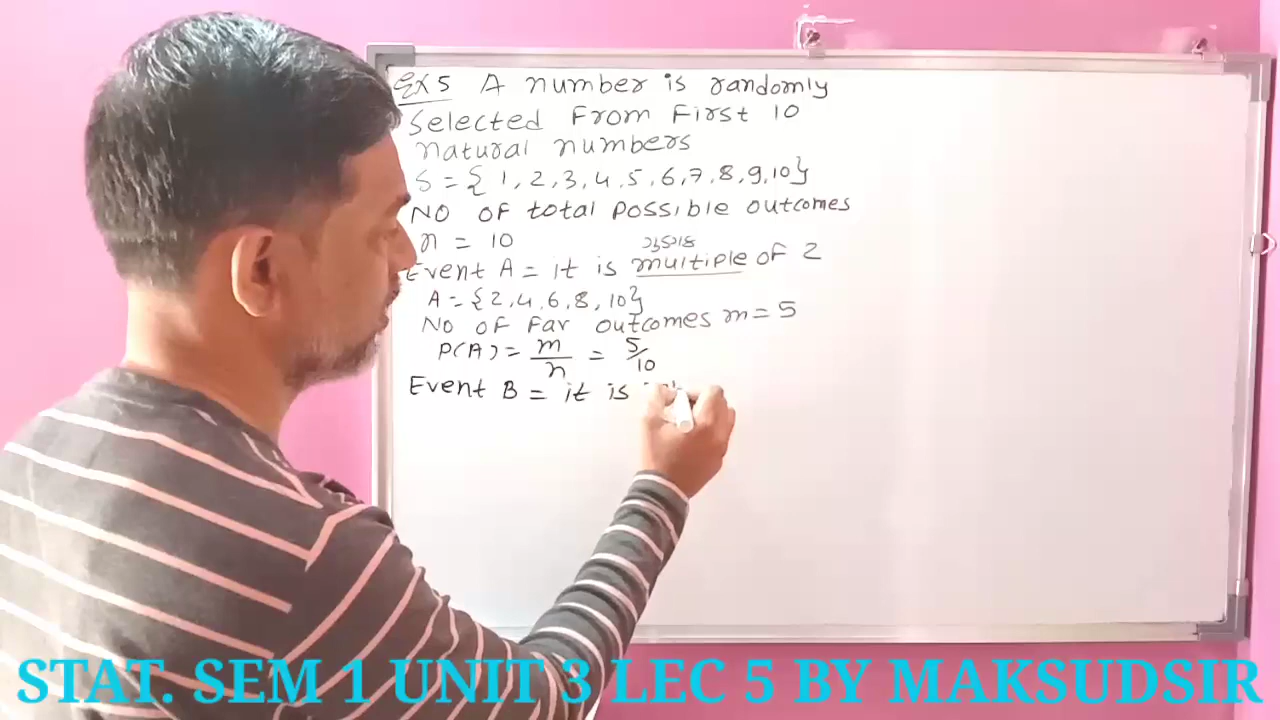 EX 5 A number is randomly
Selected From First 10
natural numbers
S = { 1, 2, 3, 4, 5, 6, 7, 8, 9, 10}
NO OF total possible outcomes
n = 10
Event A = it is multiple of 2
A = {2, 4, 6, 8, 10}
NO OF Fav outcomes m = 5
P(A) = m/n = 5/10
Event B = it is
STAT. SEM 1 UNIT 3 LEC 5 BY MAKSUDSIR